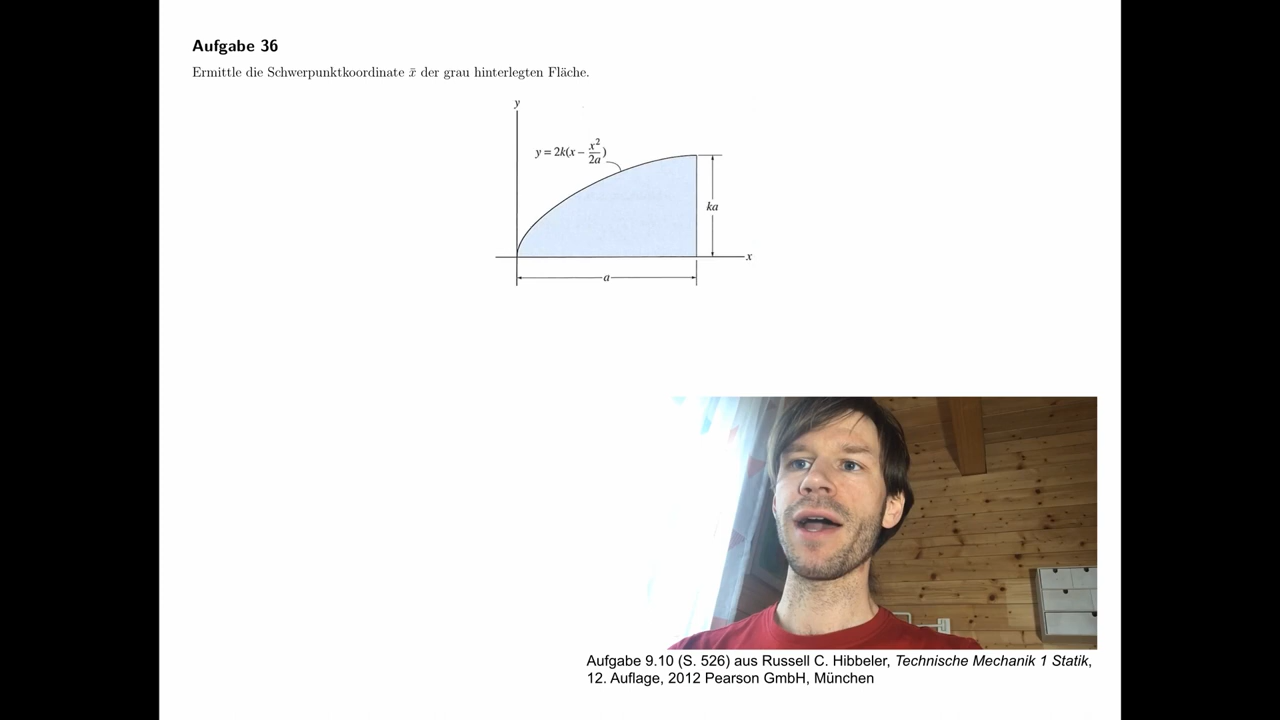 Aufgabe 36
Ermittle die Schwerpunktkoordinate x̄ der grau hinterlegten Fläche.
y
y = 2k(x − x²/2a)
ka
x
a
Aufgabe 9.10 (S. 526) aus Russell C. Hibbeler, Technische Mechanik 1 Statik,
12. Auflage, 2012 Pearson GmbH, München